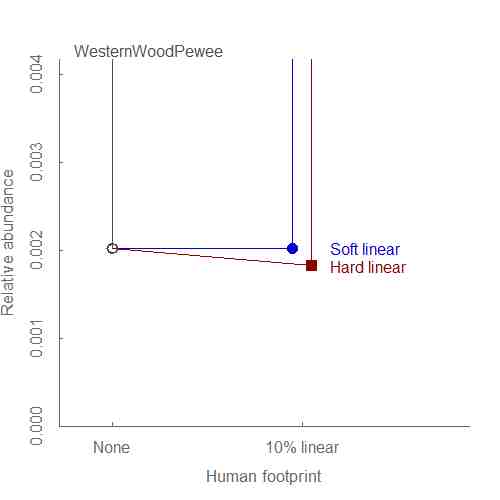 WesternWoodPewee
0.004
0.003
0.002
0.001
0.000
Relative abundance
Soft linear
Hard linear
None
10% linear
Human footprint